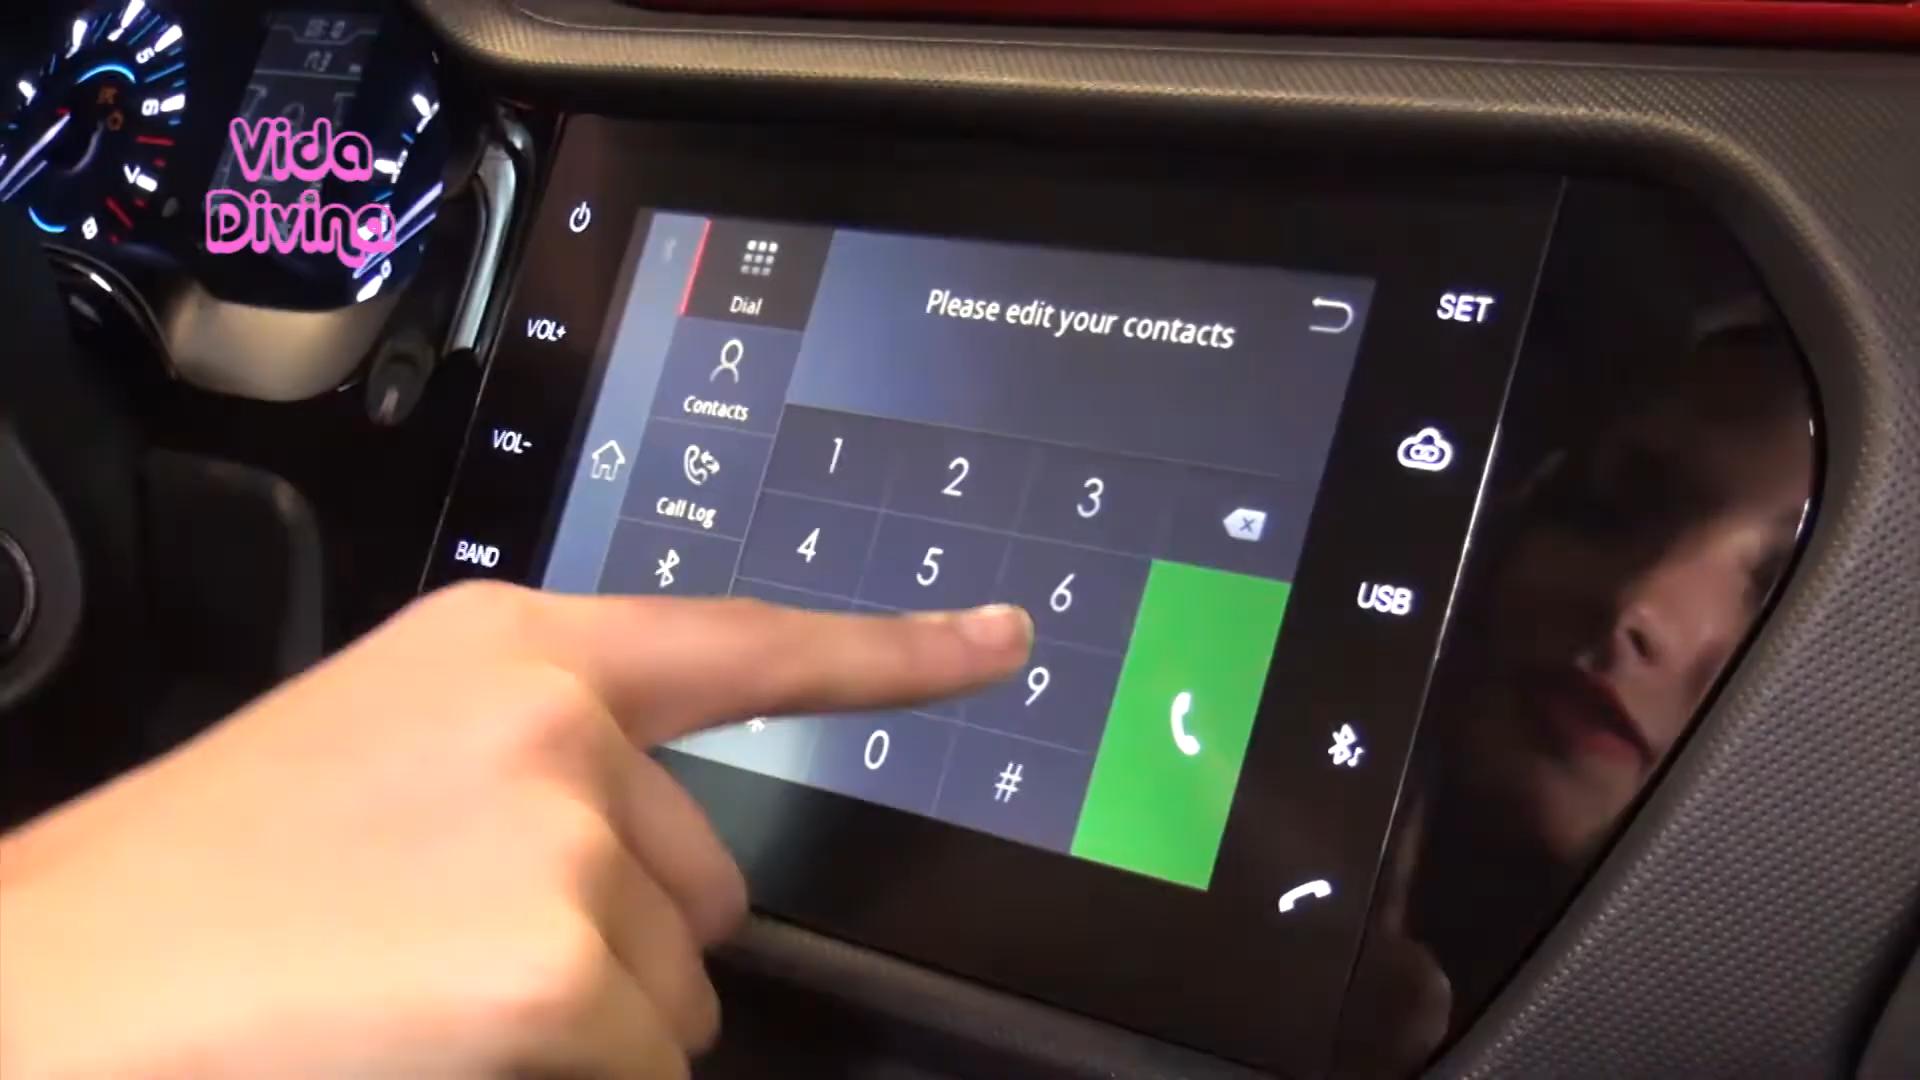 Vida
Divina
Dial
Please edit your contacts
SET
VOL+
Contacts
1
2
3
VOL-
Call Log
4
5
6
BAND
USB
9
*
0
#